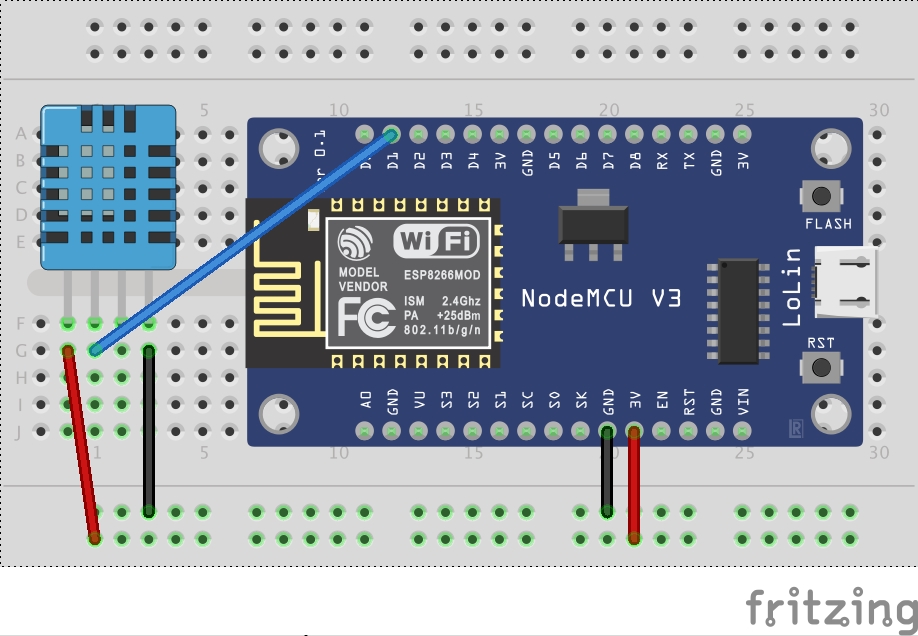 5 10 15 20 25 30
A
B
C
D
E
F
G
H
I
J
0.1
D1 D2 D3 D4 3V GND D5 D6 D7 D8 RX TX GND 3V
FLASH
WiFi
MODEL ESP8266MOD
VENDOR
FC
ISM 2.4Ghz
PA +25dBm
802.11b/g/n
NodeMCU V3
LoLin
RST
A0 GND VU S3 S2 S1 SC SO SK GND 3V EN RST GND VIN
R
1 5 10 15 20 25 30
fritzing